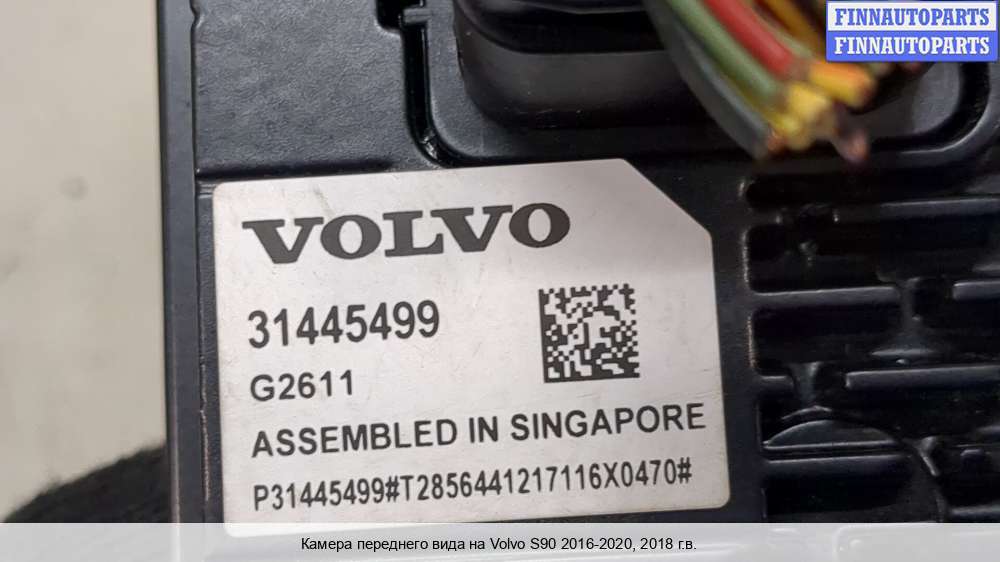 FINNAUTOPARTS
FINNAUTOPARTS
VOLVO
31445499
G2611
ASSEMBLED IN SINGAPORE
P31445499#T2856441217116X0470#
Камера переднего вида на Volvo S90 2016-2020, 2018 г.в.